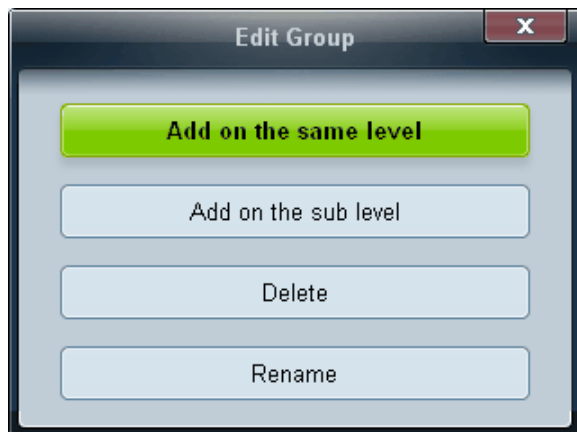 Edit Group
x
Add on the same level
Add on the sub level
Delete
Rename